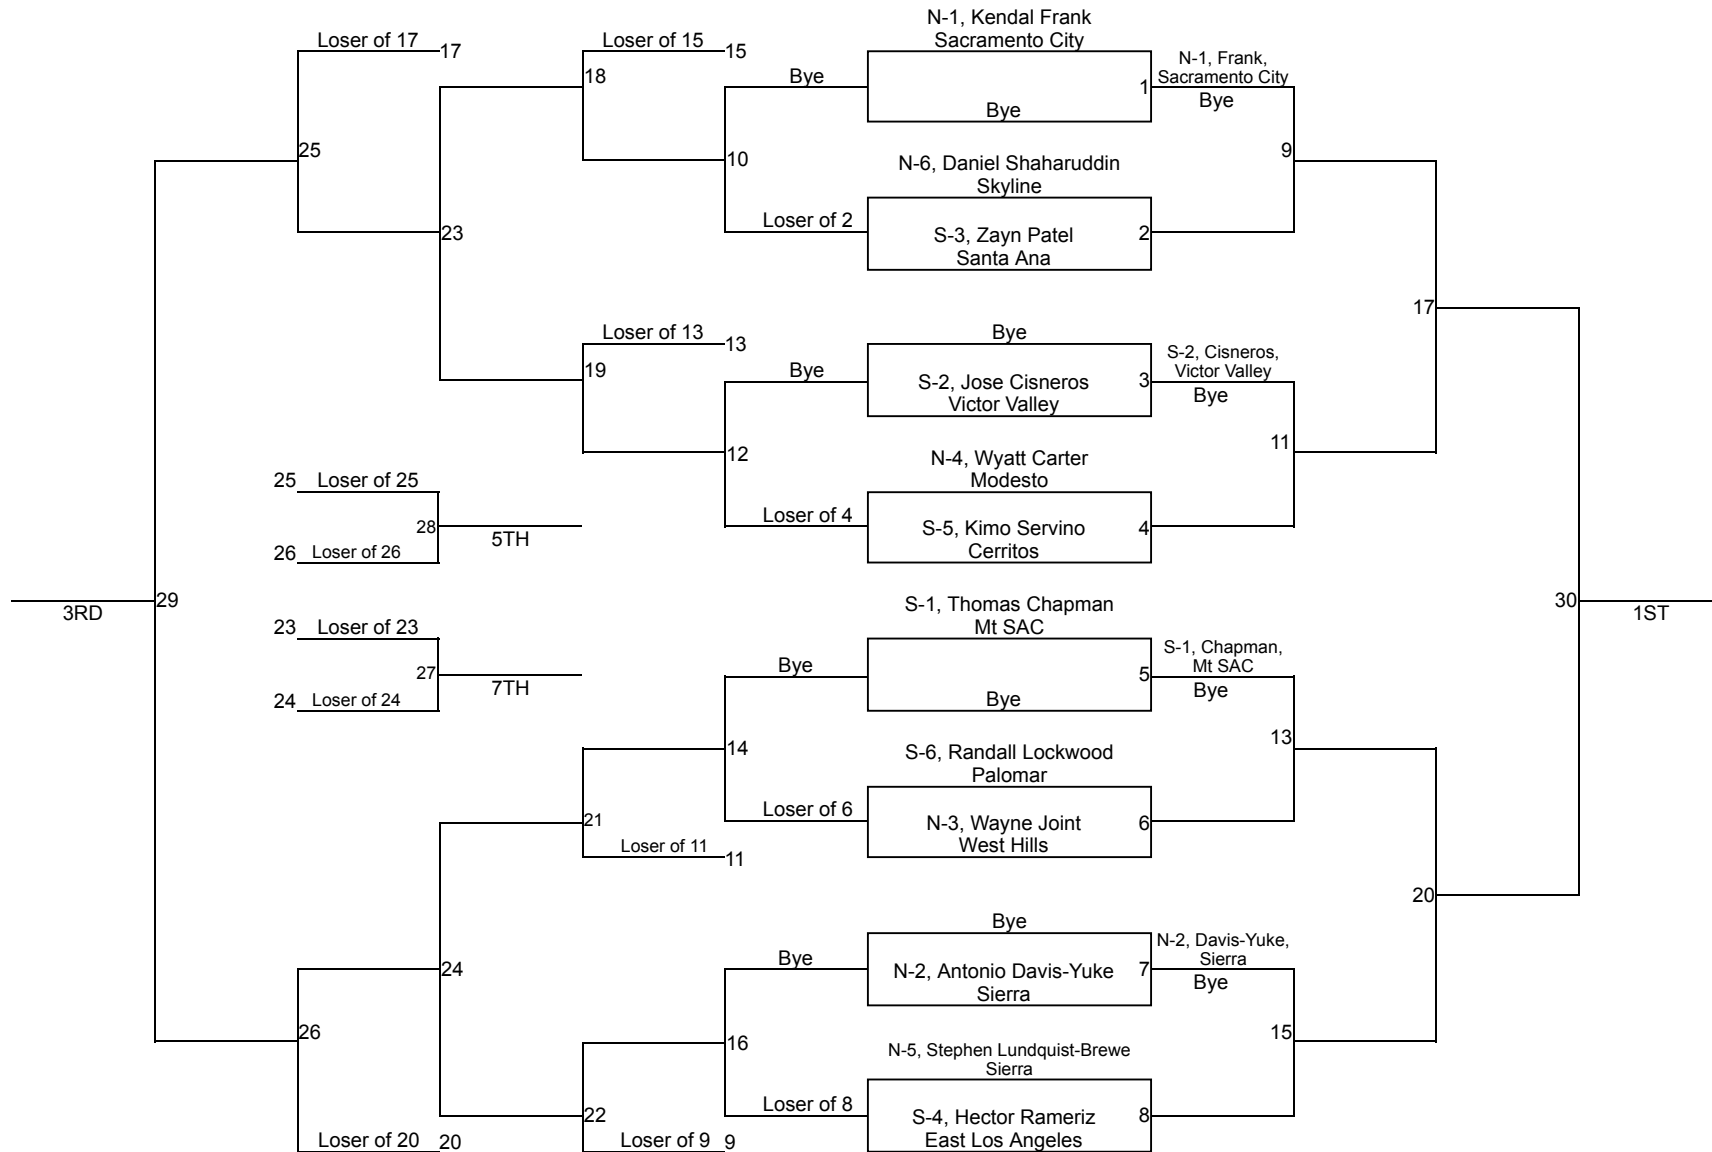 N-1, Kendal Frank
Sacramento City
Loser of 17
17
Loser of 15
15
N-1, Frank,
Sacramento City
18
Bye
1
Bye
Bye
25
10
9
N-6, Daniel Shaharuddin
Skyline
Loser of 2
23
S-3, Zayn Patel
Santa Ana
2
17
Loser of 13
13
Bye
S-2, Cisneros,
Victor Valley
19
Bye
S-2, Jose Cisneros
Victor Valley
3
Bye
12
11
N-4, Wyatt Carter
Modesto
25
Loser of 25
28
5TH
Loser of 4
S-5, Kimo Servino
Cerritos
4
26
Loser of 26
3RD
29
30
1ST
S-1, Thomas Chapman
Mt SAC
23
Loser of 23
S-1, Chapman,
Mt SAC
27
7TH
Bye
5
Bye
24
Loser of 24
Bye
14
13
S-6, Randall Lockwood
Palomar
Loser of 6
21
N-3, Wayne Joint
West Hills
6
Loser of 11
11
20
Bye
N-2, Davis-Yuke,
Sierra
24
Bye
N-2, Antonio Davis-Yuke
Sierra
7
Bye
26
16
15
N-5, Stephen Lundquist-Brewe
Sierra
Loser of 8
22
S-4, Hector Rameriz
East Los Angeles
8
Loser of 20
20
Loser of 9
9